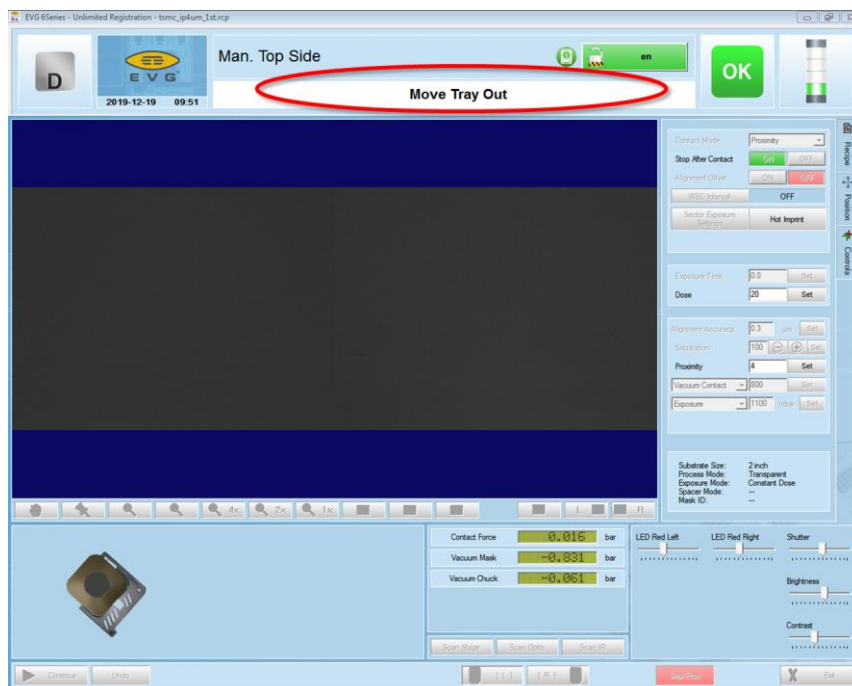 EVG 6Series - Unlimited Registration - tsmc_ip4um_1st.rcp
D
EVG
2019-12-19 09:51
Man. Top Side
en
Move Tray Out
OK
Recipe
Position
Controls
Contact Mode Proximity
Stop After Contact ON OFF
Alignment Offset ON OFF
WEC Interval OFF
Sector Exposure Settings Hot Imprint
Exposure Time 0.0 Set
Dose 20 Set
Alignment Accuracy 0.3 µm Set
Separation 100 Set
Proximity 4 Set
Vacuum Contact 800 Set
Exposure 1100 mbar Set
Substrate Size: 2 inch
Process Mode: Transparent
Exposure Mode: Constant Dose
Spacer Mode: ---
Mask ID: ---
4x 2x 1x L R
Contact Force 0.016 bar
Vacuum Mask -0.831 bar
Vacuum Chuck -0.061 bar
Scan Stage Scan Optic Scan IR
LED Red Left LED Red Right Shutter
Brightness
Contrast
Continue Undo [ L ] [ R ] Sep/Prox Exit